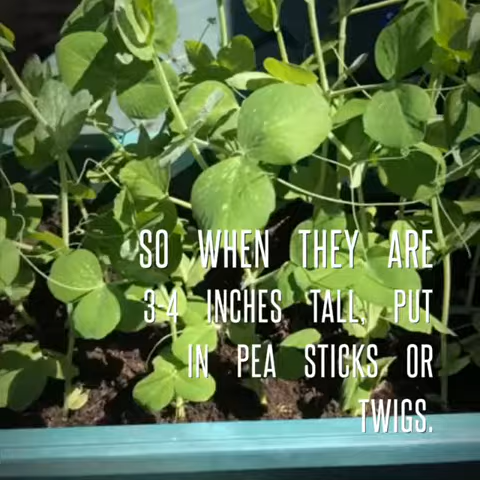 SO WHEN THEY ARE
3-4 INCHES TALL, PUT
IN PEA STICKS OR
TWIGS.